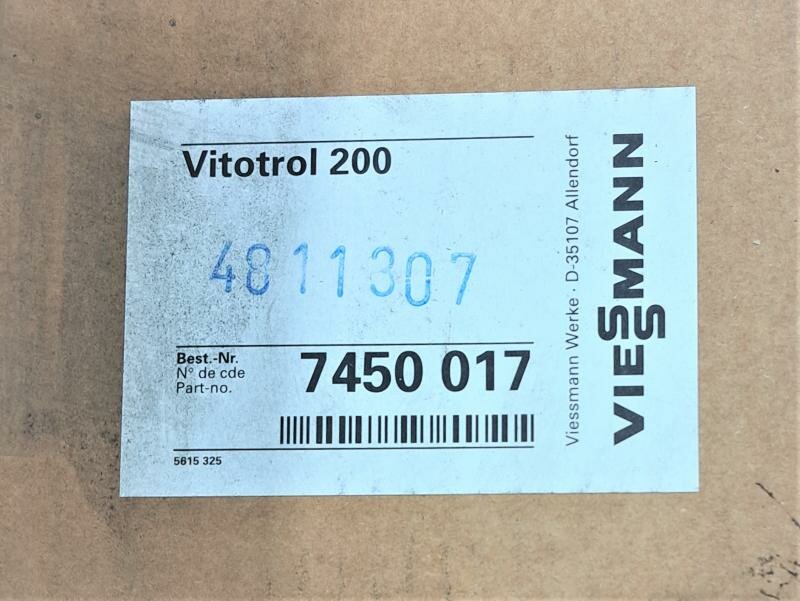 Vitotrol 200
4811307
Best.-Nr.
N° de cde
Part-no.
7450 017
5615 325
Viessmann Werke · D-35107 Allendorf
VIESSMANN